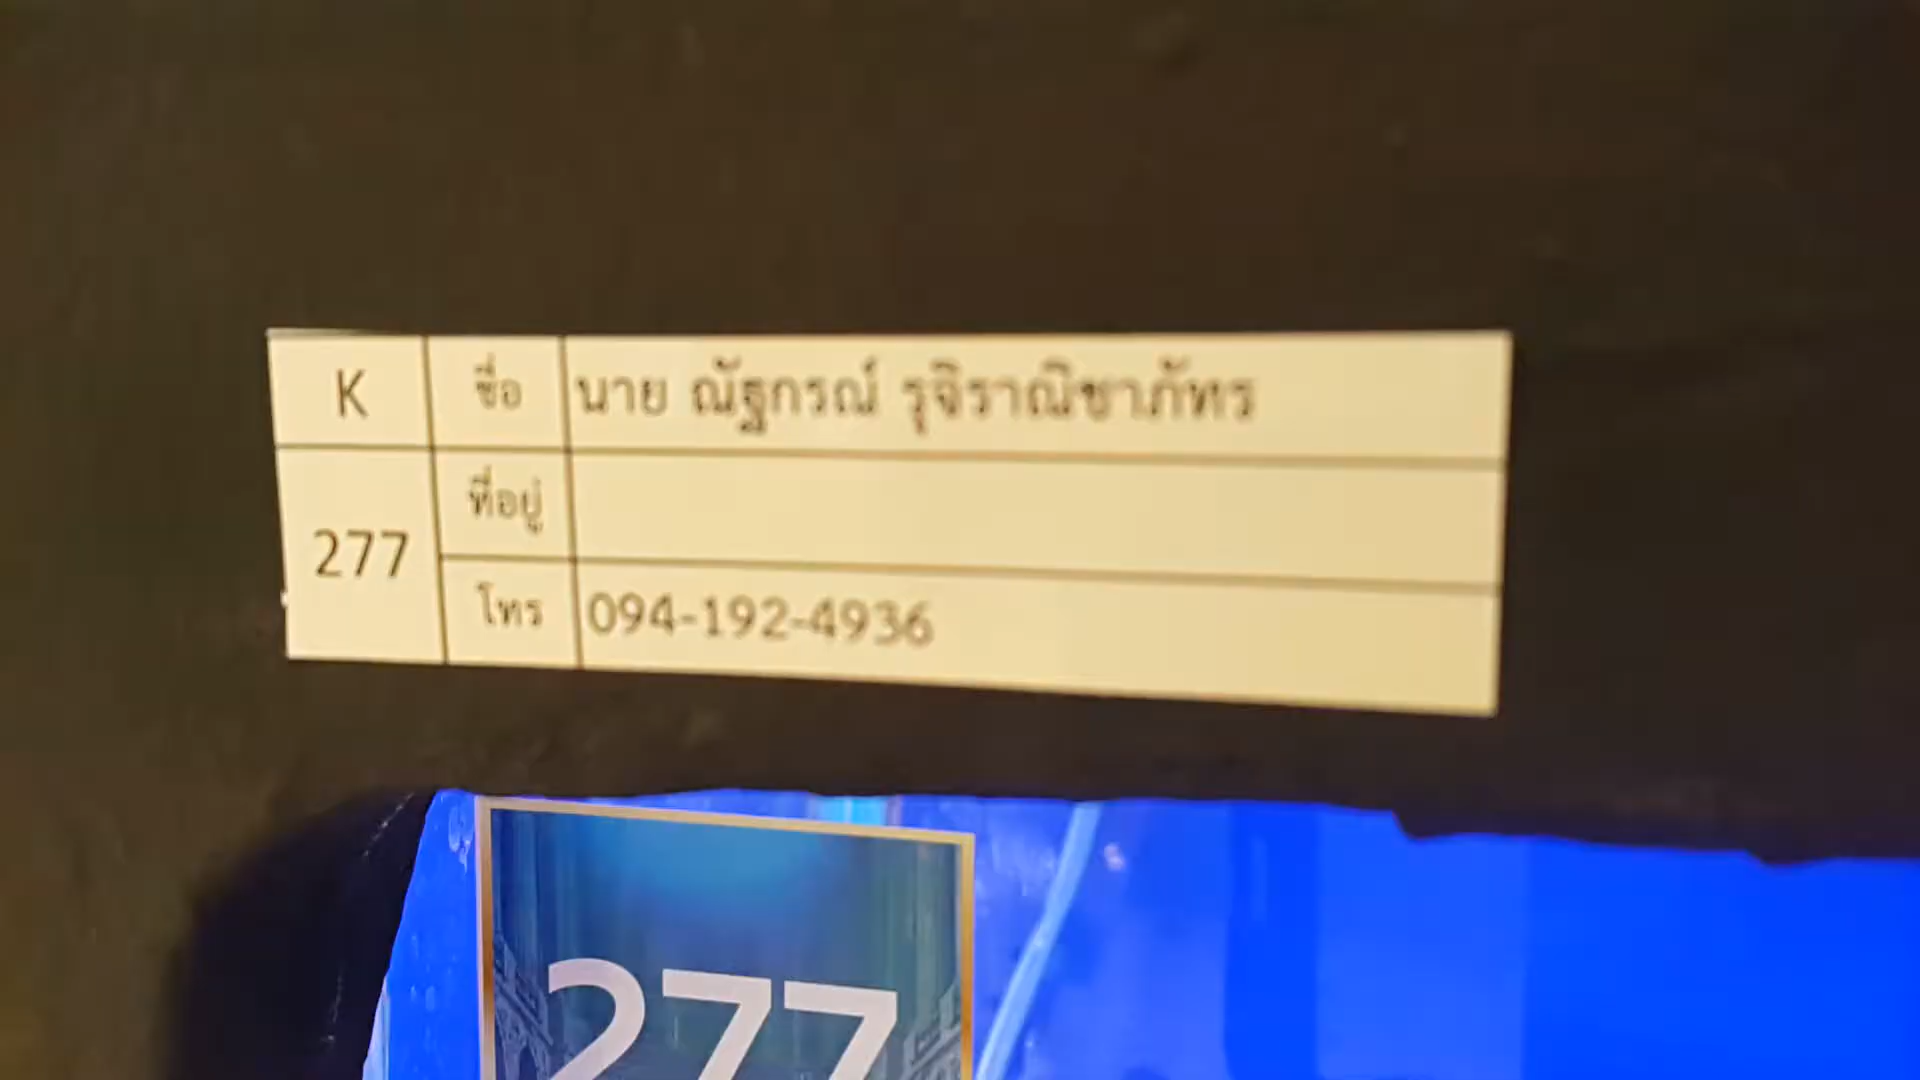 K ชื่อ นาย ณัฐกรณ์ รุจิราณิชาภัทร
277 ที่อยู่
โทร 094-192-4936
277